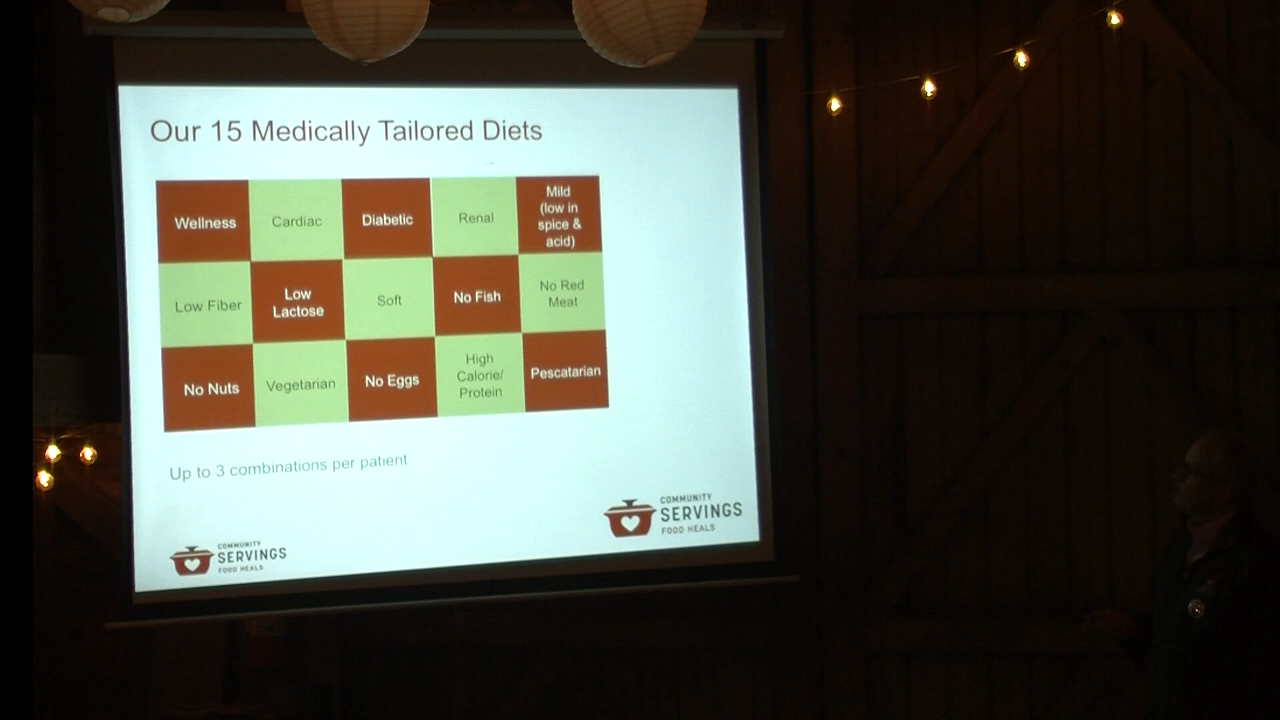 Our 15 Medically Tailored Diets
Wellness
Cardiac
Diabetic
Renal
Mild
(low in
spice &
acid)
Low Fiber
Low
Lactose
Soft
No Fish
No Red
Meat
No Nuts
Vegetarian
No Eggs
High
Calorie/
Protein
Pescatarian
Up to 3 combinations per patient
COMMUNITY
SERVINGS
FOOD HEALS
COMMUNITY
SERVINGS
FOOD HEALS